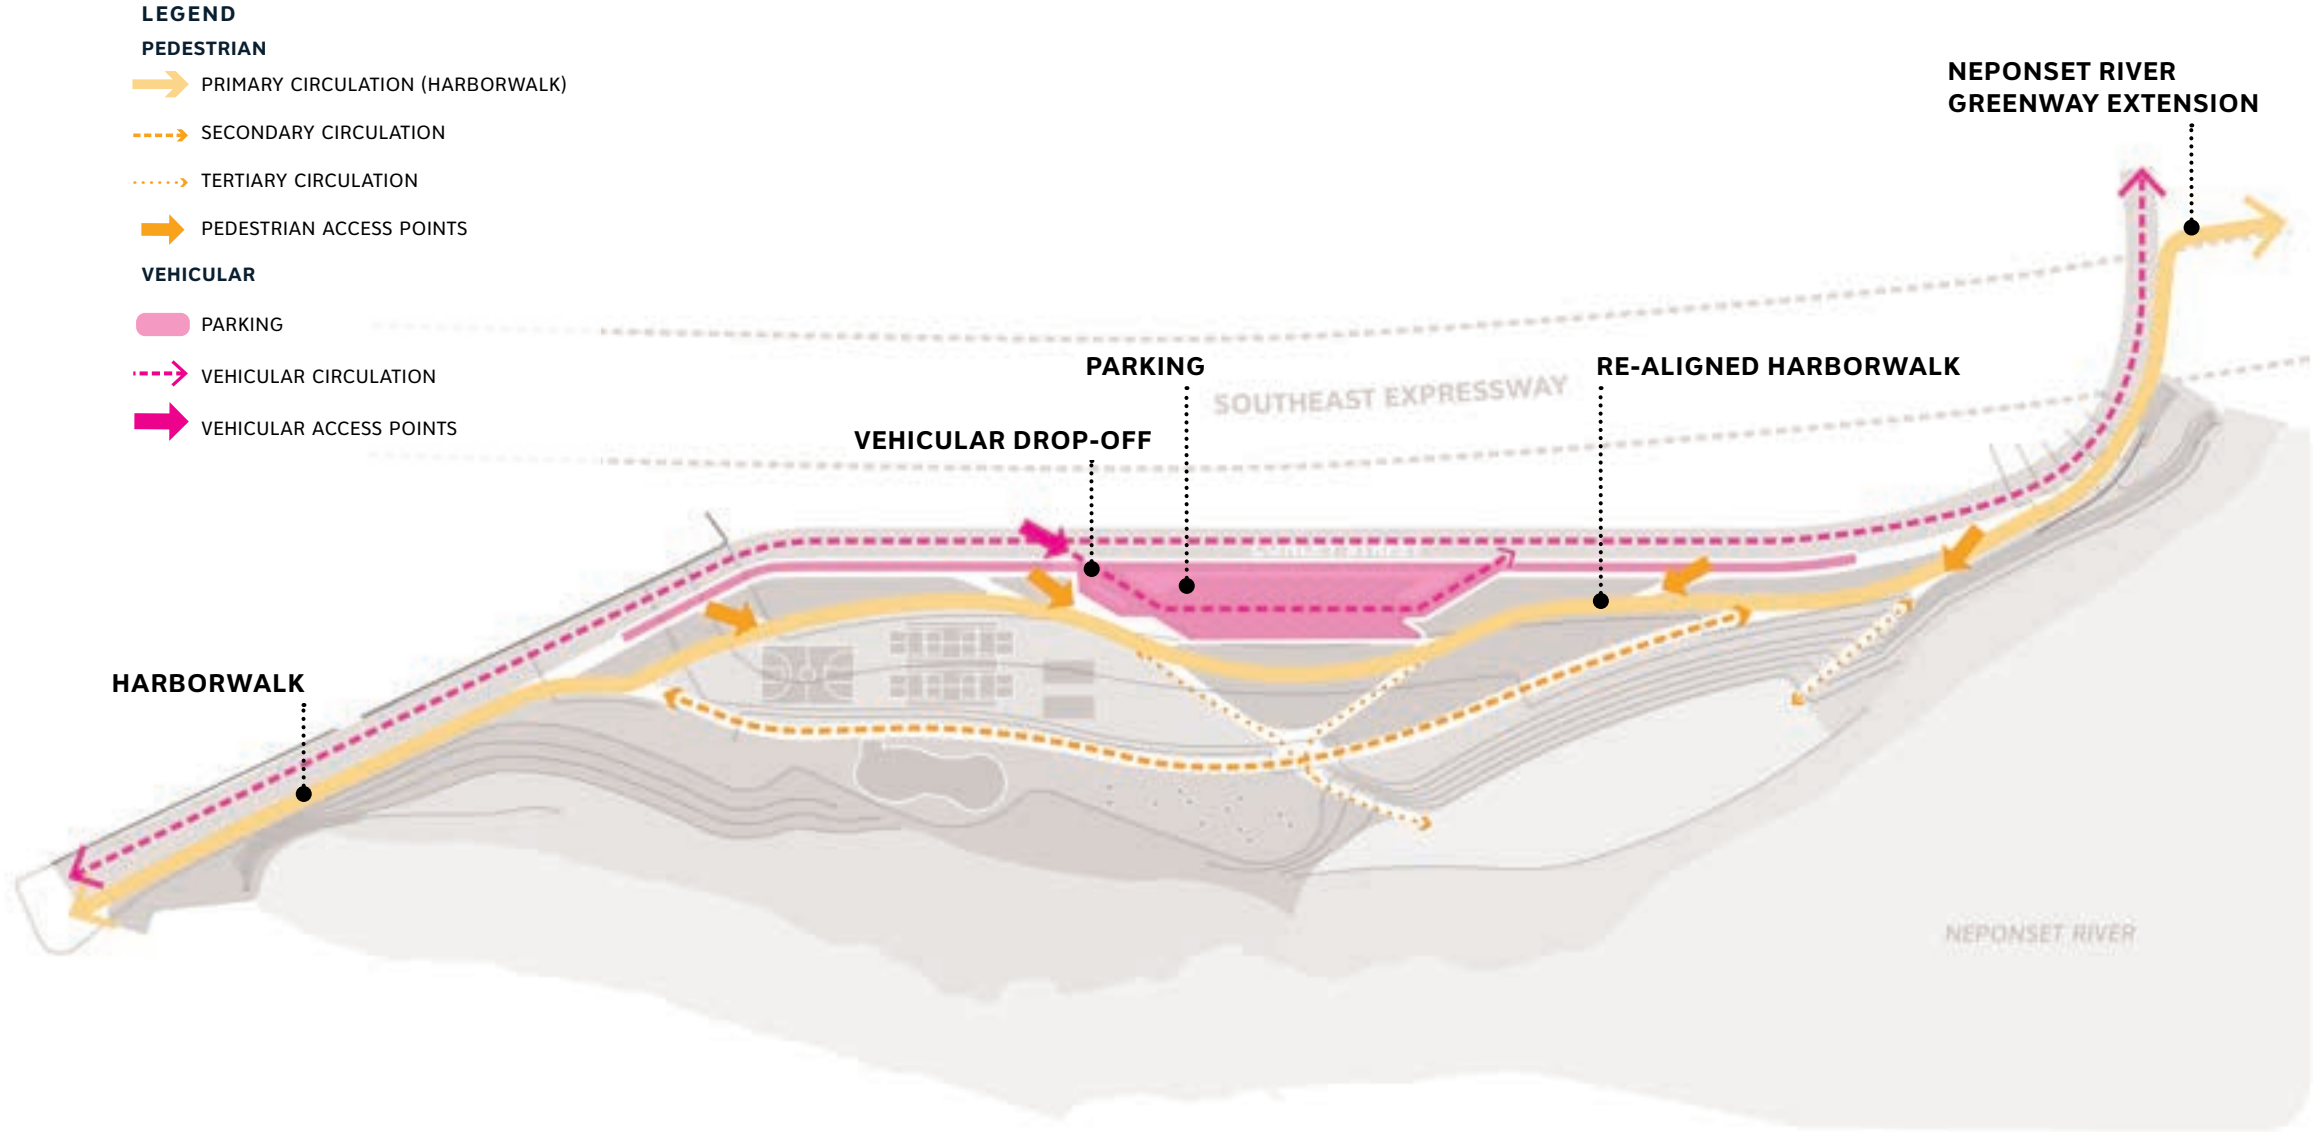 LEGEND
PEDESTRIAN
PRIMARY CIRCULATION (HARBORWALK)
SECONDARY CIRCULATION
TERTIARY CIRCULATION
PEDESTRIAN ACCESS POINTS
VEHICULAR
PARKING
VEHICULAR CIRCULATION
VEHICULAR ACCESS POINTS
NEPONSET RIVER
GREENWAY EXTENSION
PARKING
RE-ALIGNED HARBORWALK
SOUTHEAST EXPRESSWAY
VEHICULAR DROP-OFF
HARBORWALK
NEPONSET RIVER